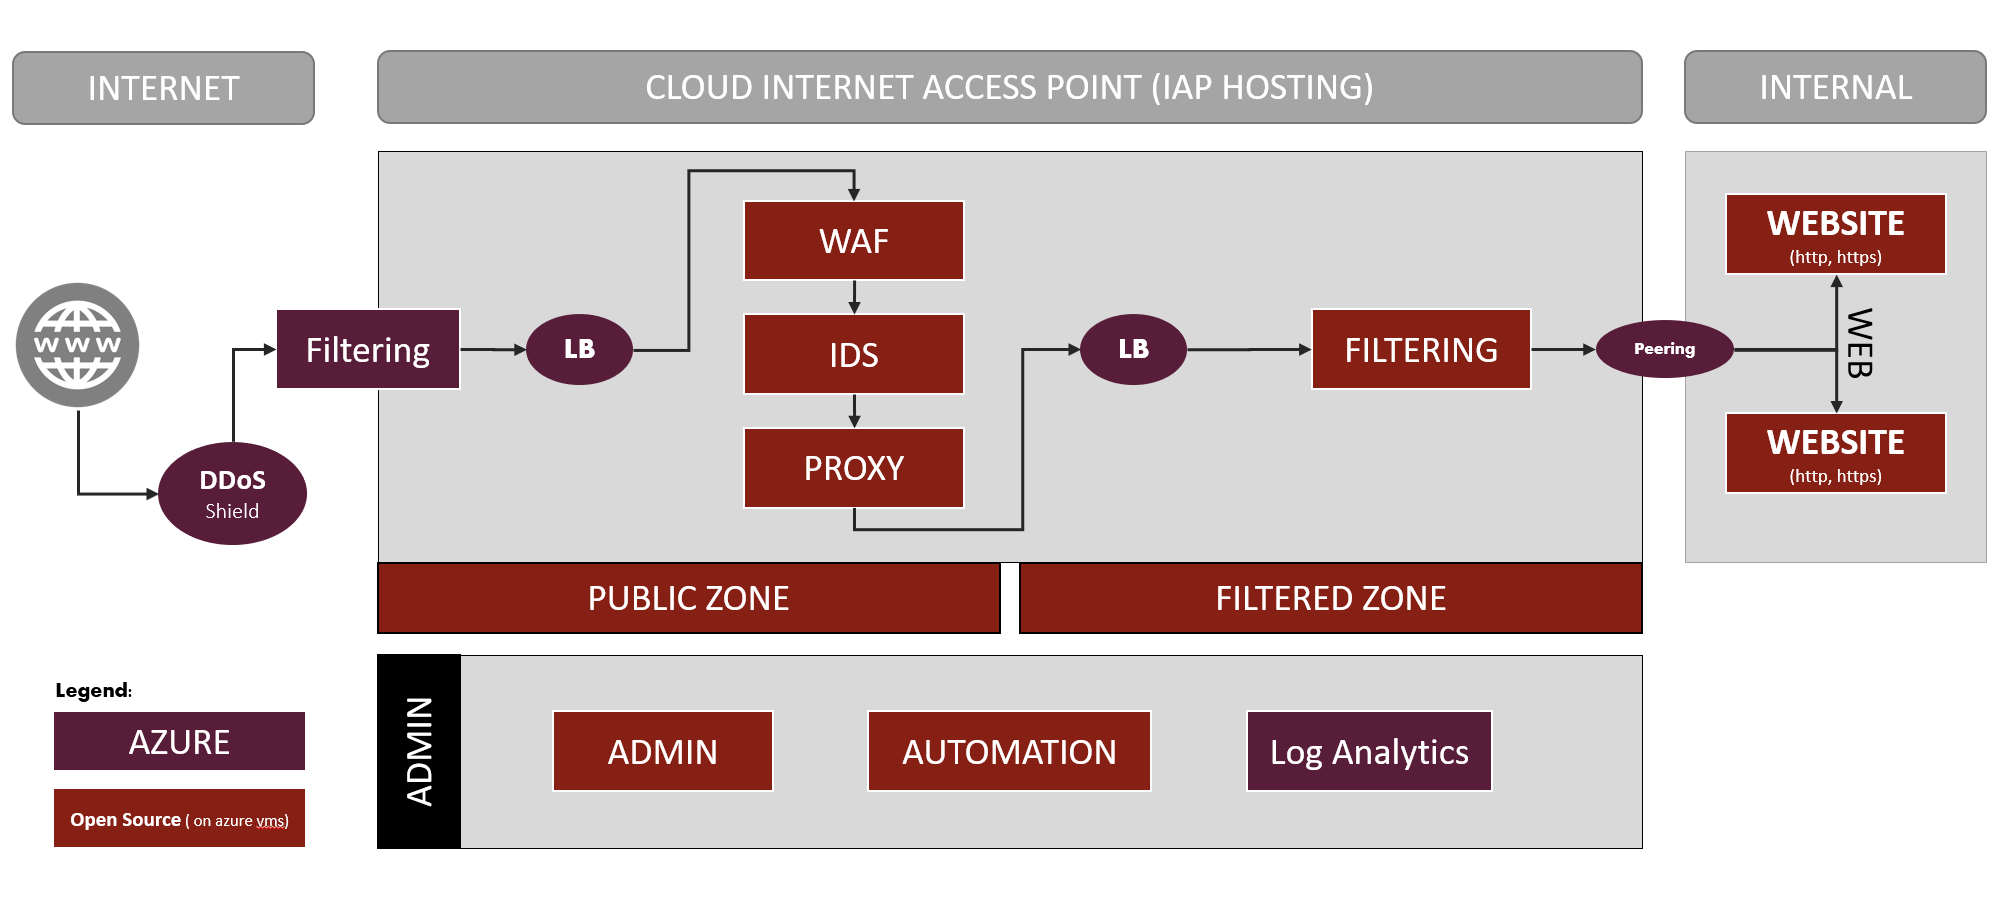 INTERNET
CLOUD INTERNET ACCESS POINT (IAP HOSTING)
INTERNAL
WWW
DDoS
Shield
Filtering
LB
WAF
IDS
PROXY
LB
FILTERING
Peering
WEBSITE
(http, https)
WEB
WEBSITE
(http, https)
PUBLIC ZONE
FILTERED ZONE
ADMIN
ADMIN
AUTOMATION
Log Analytics
Legend:
AZURE
Open Source ( on azure vms)